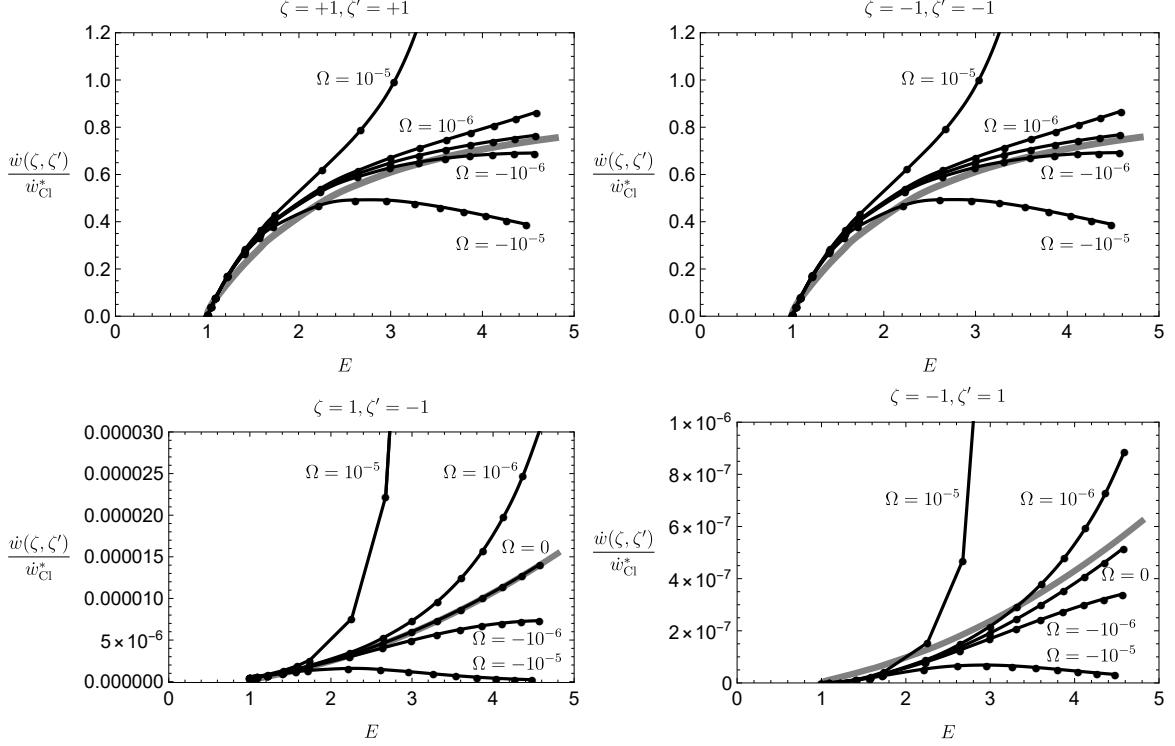 ζ = +1, ζ′ = +1
1.2
1.0
0.8
0.6
0.4
0.2
0.0
ẇ(ζ, ζ′)
ẇ*Cl
Ω = 10⁻⁵
Ω = 10⁻⁶
Ω = −10⁻⁶
Ω = −10⁻⁵
0 1 2 3 4 5
E
ζ = −1, ζ′ = −1
1.2
1.0
0.8
0.6
0.4
0.2
0.0
ẇ(ζ, ζ′)
ẇ*Cl
Ω = 10⁻⁵
Ω = 10⁻⁶
Ω = −10⁻⁶
Ω = −10⁻⁵
0 1 2 3 4 5
E
ζ = 1, ζ′ = −1
0.000030
0.000025
0.000020
0.000015
0.000010
5×10⁻⁶
0.000000
ẇ(ζ, ζ′)
ẇ*Cl
Ω = 10⁻⁵
Ω = 10⁻⁶
Ω = 0
Ω = −10⁻⁶
Ω = −10⁻⁵
0 1 2 3 4 5
E
ζ = −1, ζ′ = 1
1×10⁻⁶
8×10⁻⁷
6×10⁻⁷
4×10⁻⁷
2×10⁻⁷
0
ẇ(ζ, ζ′)
ẇ*Cl
Ω = 10⁻⁵
Ω = 10⁻⁶
Ω = 0
Ω = −10⁻⁶
Ω = −10⁻⁵
0 1 2 3 4 5
E